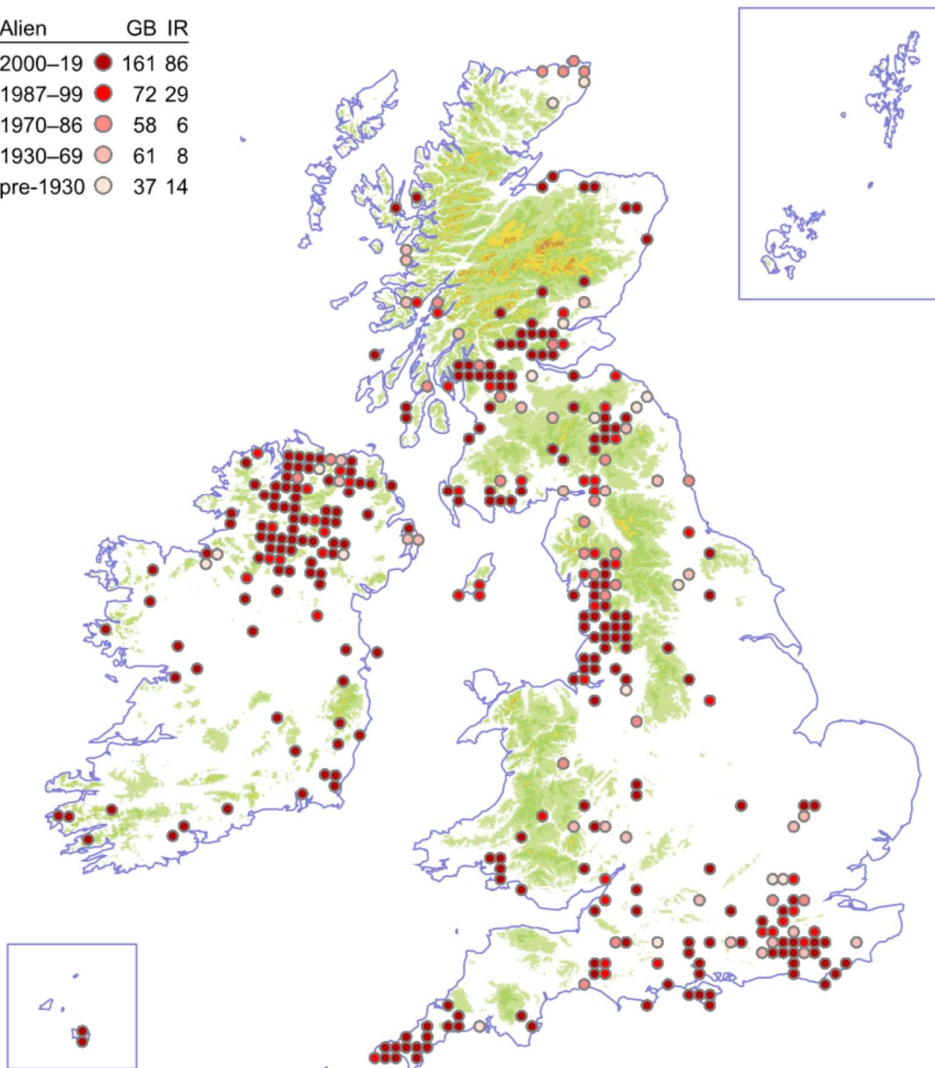 Alien GB IR
2000–19 161 86
1987–99 72 29
1970–86 58 6
1930–69 61 8
pre-1930 37 14